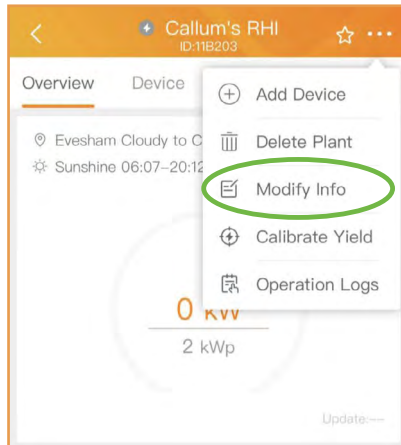 Callum's RHI
ID:11B203
Overview Device
Add Device
Evesham Cloudy to C
Delete Plant
Sunshine 06:07–20:12
Modify Info
Calibrate Yield
Operation Logs
0 kW
2 kWp
Update:--